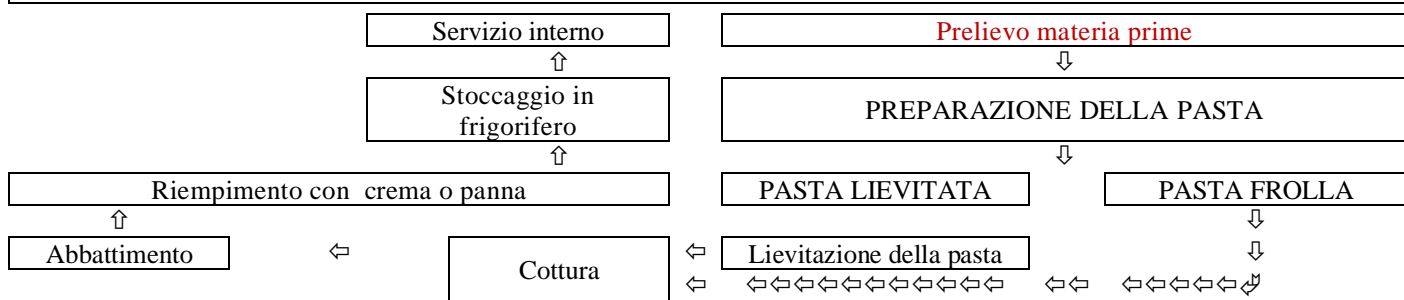 Servizio interno
Prelievo materia prime
⇧
⇩
Stoccaggio in
frigorifero
PREPARAZIONE DELLA PASTA
⇧
⇩
Riempimento con crema o panna
PASTA LIEVITATA
PASTA FROLLA
⇧
⇩
Abbattimento
⇦
Cottura
⇦
Lievitazione della pasta
⇩
⇦
⇦⇦⇦⇦⇦⇦⇦⇦⇦⇦⇦
⇦⇦
⇦⇦⇦⇦⇦